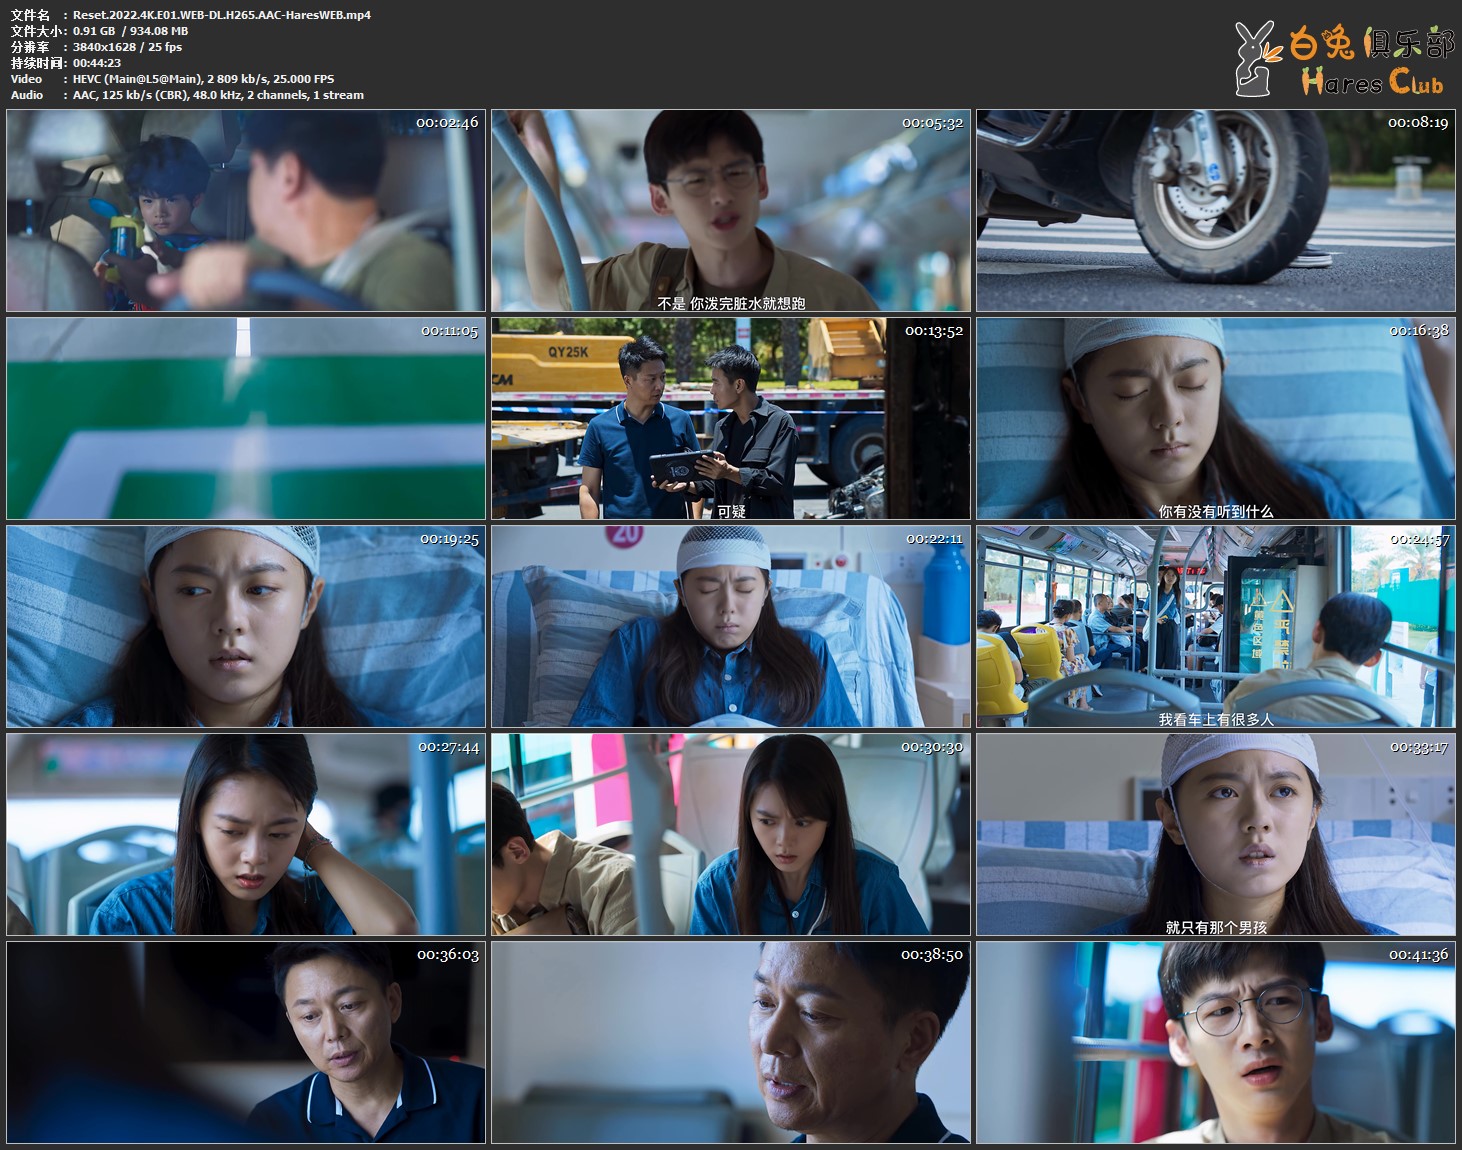 文件名 : Reset.2022.4K.E01.WEB-DL.H265.AAC-HaresWEB.mp4
文件大小: 0.91 GB / 934.08 MB
分辨率 : 3840x1628 / 25 fps
持续时间: 00:44:23
Video : HEVC (Main@L5@Main), 2 809 kb/s, 25.000 FPS
Audio : AAC, 125 kb/s (CBR), 48.0 kHz, 2 channels, 1 stream
白兔俱乐部
Hares Club
00:02:46
00:05:32
不是 你泼完脏水就想跑
00:08:19
00:11:05
00:13:52
QY25K
可疑
00:16:38
你有没有听到什么
00:19:25
00:22:11
20
00:24:57
我看车上有很多人
00:27:44
00:30:30
00:33:17
就只有那个男孩
00:36:03
00:38:50
00:41:36